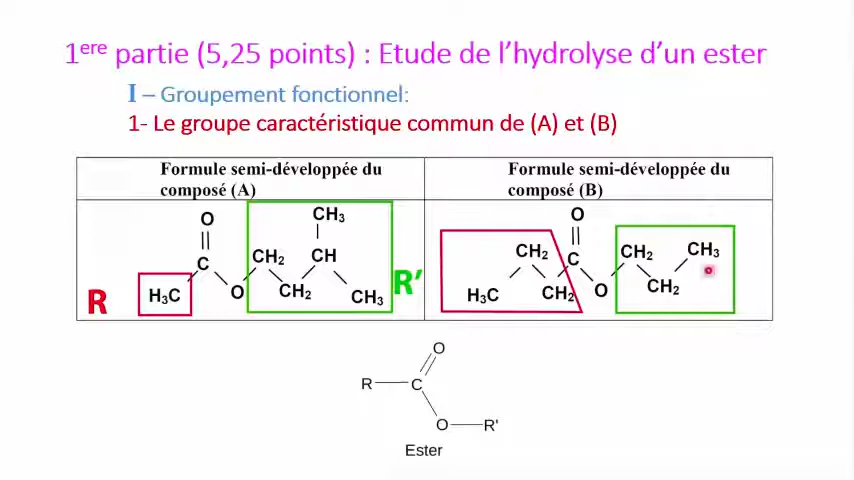 1ere partie (5,25 points) : Etude de l’hydrolyse d’un ester
I – Groupement fonctionnel:
1- Le groupe caractéristique commun de (A) et (B)
Formule semi-développée du
composé (A)
Formule semi-développée du
composé (B)
O
CH3
C
CH2
CH
H3C
O
CH2
CH3
R
R’
O
CH2
C
CH2
CH3
H3C
CH2
O
CH2
O
R
C
O
R'
Ester